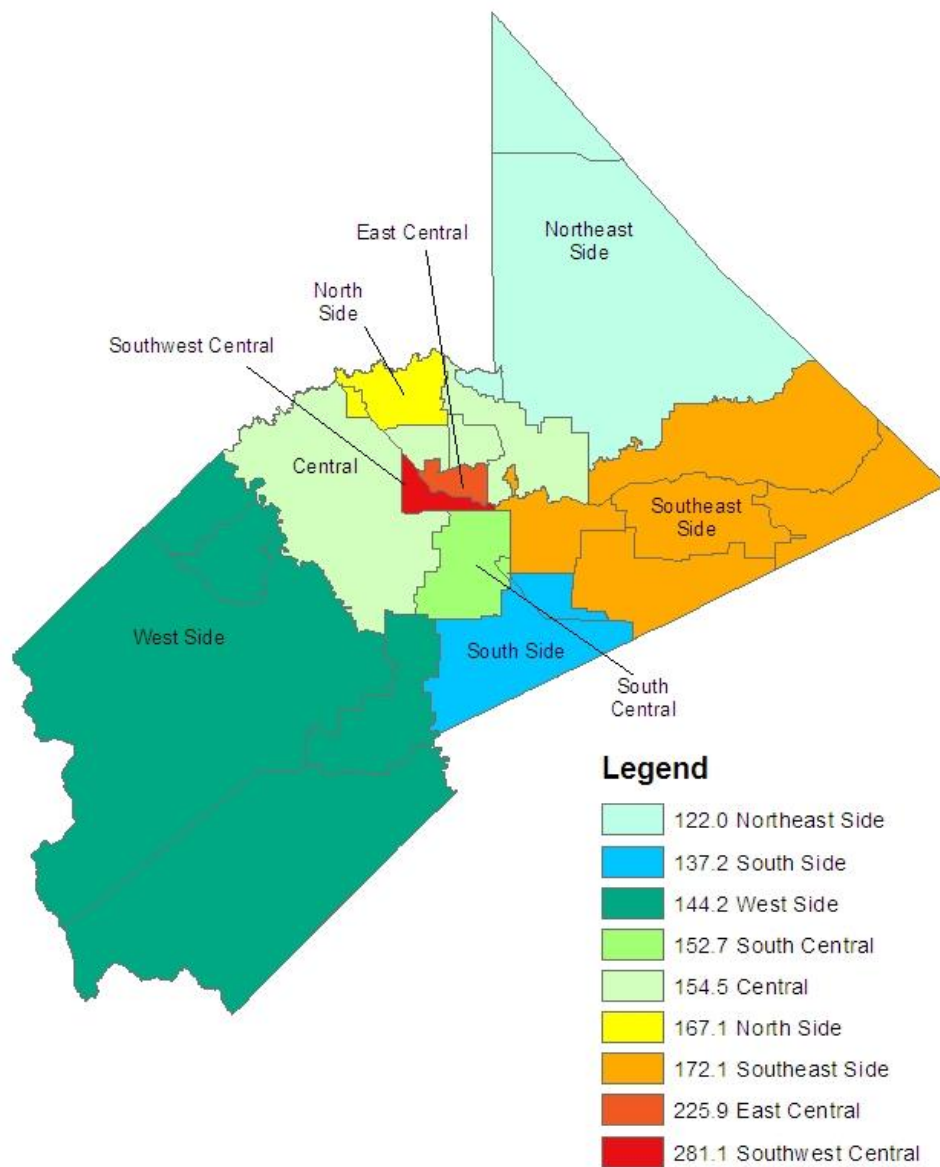 Northeast
Side
East Central
North
Side
Southwest Central
Central
Southeast
Side
West Side
South Side
South
Central
Legend
122.0 Northeast Side
137.2 South Side
144.2 West Side
152.7 South Central
154.5 Central
167.1 North Side
172.1 Southeast Side
225.9 East Central
281.1 Southwest Central